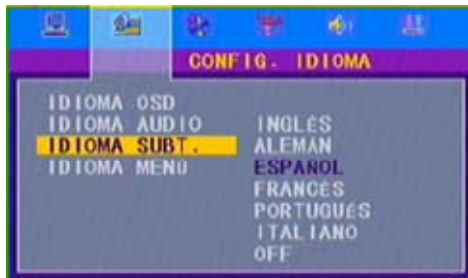 CONFIG. IDIOMA
IDIOMA OSD
IDIOMA AUDIO
IDIOMA SUBT.
IDIOMA MENÚ
INGLÉS
ALEMÁN
ESPAÑOL
FRANCÉS
PORTUGUÉS
ITALIANO
OFF